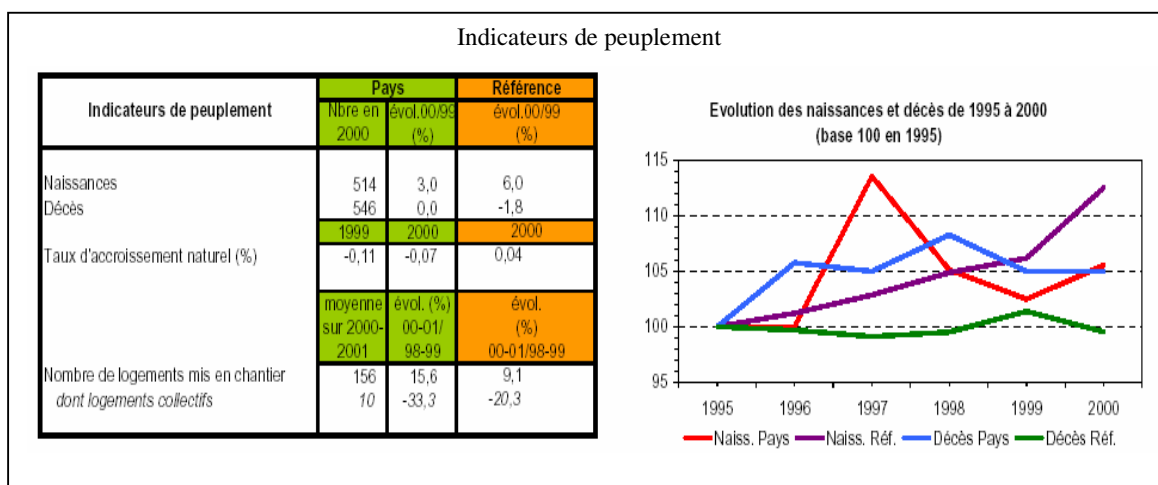 Indicateurs de peuplement
Indicateurs de peuplement
Pays
Référence
Nbre en 2000
évol.00/99 (%)
évol.00/99 (%)
Naissances 514 3,0 6,0
Décès 546 0,0 -1,8
1999 2000 2000
Taux d'accroissement naturel (%) -0,11 -0,07 0,04
moyenne sur 2000-2001
évol. (%) 00-01/ 98-99
évol. (%) 00-01/98-99
Nombre de logements mis en chantier 156 15,6 9,1
dont logements collectifs 10 -33,3 -20,3
Evolution des naissances et décès de 1995 à 2000
(base 100 en 1995)
115
110
105
100
95
1995 1996 1997 1998 1999 2000
Naiss. Pays Naiss. Réf. Décès Pays Décès Réf.